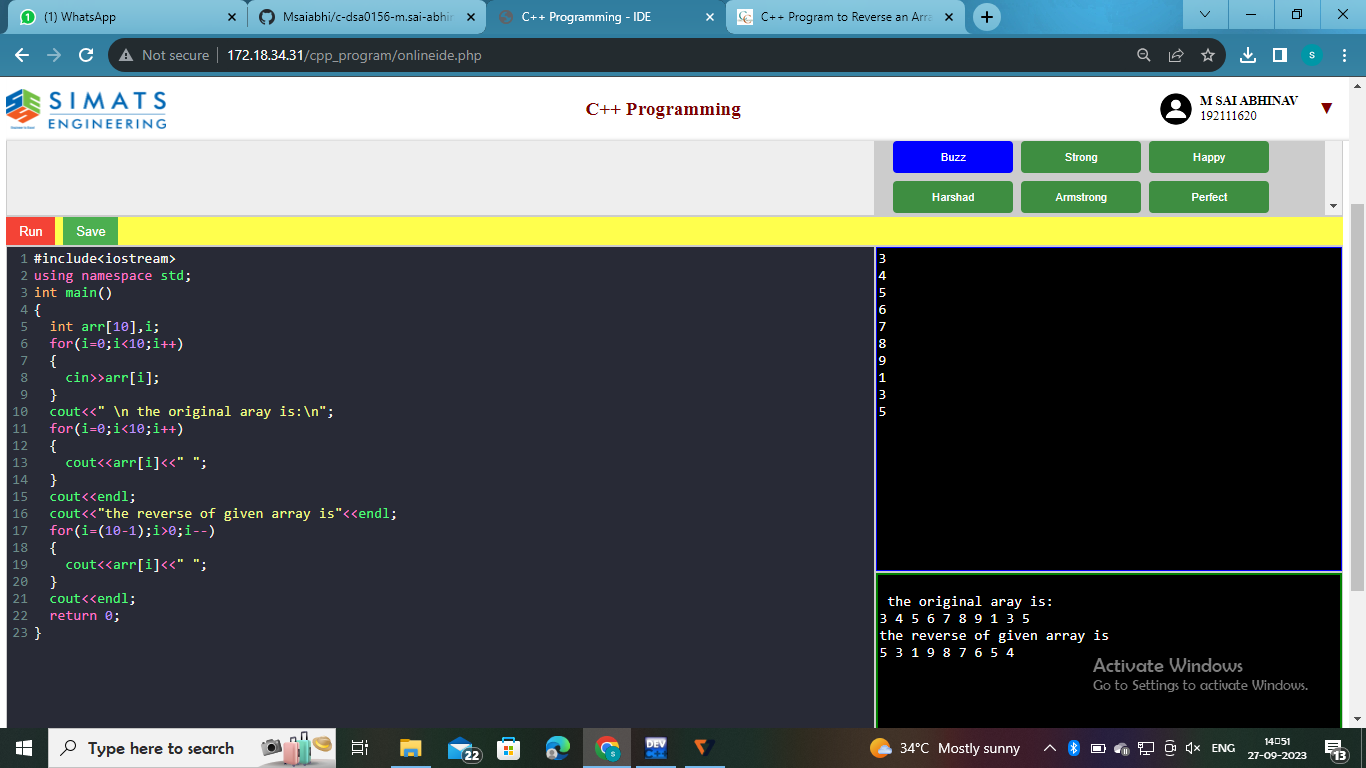 (1) WhatsApp
Msaiabhi/c-dsa0156-m.sai-abhin
C++ Programming - IDE
C++ Program to Reverse an Arra
Not secure
172.18.34.31/cpp_program/onlineide.php
s
SIMATS
ENGINEERING
C++ Programming
M SAI ABHINAV
192111620
Buzz
Strong
Happy
Harshad
Armstrong
Perfect
Run
Save
1 #include<iostream>
2 using namespace std;
3 int main()
4 {
5 int arr[10],i;
6 for(i=0;i<10;i++)
7 {
8 cin>>arr[i];
9 }
10 cout<<" \n the original aray is:\n";
11 for(i=0;i<10;i++)
12 {
13 cout<<arr[i]<<" ";
14 }
15 cout<<endl;
16 cout<<"the reverse of given array is"<<endl;
17 for(i=(10-1);i>0;i--)
18 {
19 cout<<arr[i]<<" ";
20 }
21 cout<<endl;
22 return 0;
23 }
3
4
5
6
7
8
9
1
3
5
the original aray is:
3 4 5 6 7 8 9 1 3 5
the reverse of given array is
5 3 1 9 8 7 6 5 4
Activate Windows
Go to Settings to activate Windows.
Type here to search
22
DEV
34°C Mostly sunny
ENG
14:51
27-09-2023
13